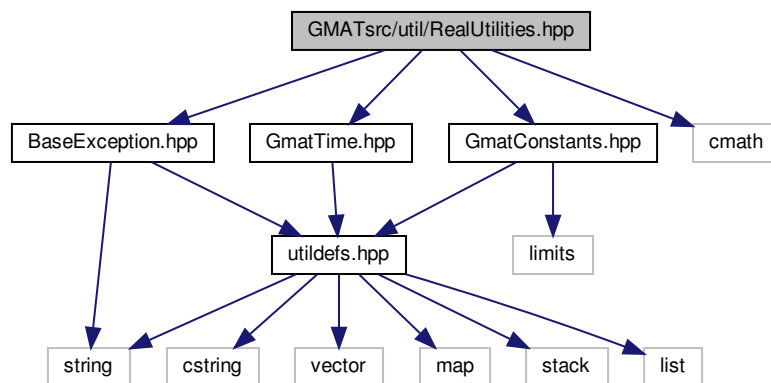 GMATsrc/util/RealUtilities.hpp
BaseException.hpp
GmatTime.hpp
GmatConstants.hpp
cmath
utildefs.hpp
limits
string
cstring
vector
map
stack
list